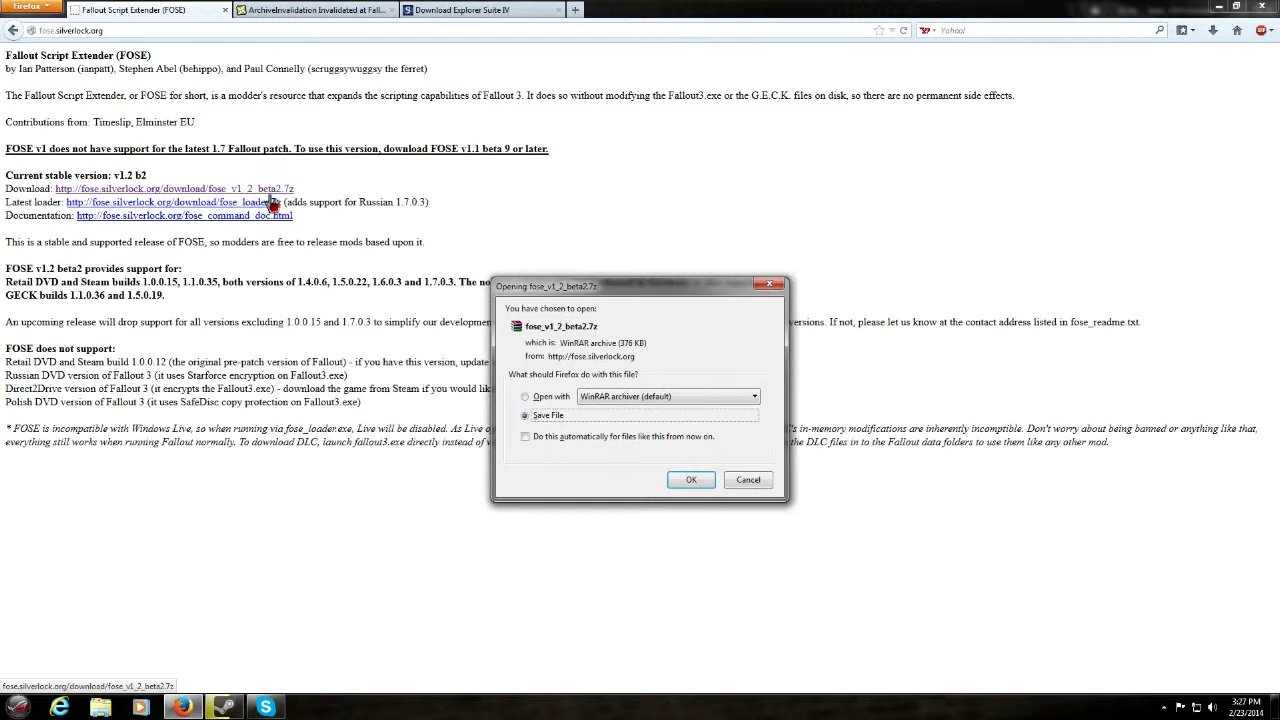 Firefox
Fallout Script Extender (FOSE)
ArchiveInvalidation Invalidated at Fall...
Download Explorer Suite IV
fose.silverlock.org
Yahoo!
Fallout Script Extender (FOSE)
by Ian Patterson (ianpatt), Stephen Abel (behippo), and Paul Connelly (scruggsywuggsy the ferret)
The Fallout Script Extender, or FOSE for short, is a modder's resource that expands the scripting capabilities of Fallout 3. It does so without modifying the Fallout3.exe or the G.E.C.K. files on disk, so there are no permanent side effects.
Contributions from: Timeslip, Elminster EU
FOSE v1 does not have support for the latest 1.7 Fallout patch. To use this version, download FOSE v1.1 beta 9 or later.
Current stable version: v1.2 b2
Download: http://fose.silverlock.org/download/fose_v1_2_beta2.7z
Latest loader: http://fose.silverlock.org/download/fose_loader (adds support for Russian 1.7.0.3)
Documentation: http://fose.silverlock.org/fose_command_doc.html
This is a stable and supported release of FOSE, so modders are free to release mods based upon it.
FOSE v1.2 beta2 provides support for:
Retail DVD and Steam builds 1.0.0.15, 1.1.0.35, both versions of 1.4.0.6, 1.5.0.22, 1.6.0.3 and 1.7.0.3. The no
GECK builds 1.1.0.36 and 1.5.0.19.
An upcoming release will drop support for all versions excluding 1.0.0.15 and 1.7.0.3 to simplify our developmen versions. If not, please let us know at the contact address listed in fose_readme.txt.
FOSE does not support:
Retail DVD and Steam build 1.0.0.12 (the original pre-patch version of Fallout) - if you have this version, update
Russian DVD version of Fallout 3 (it uses Starforce encryption on Fallout3.exe)
Direct2Drive version of Fallout 3 (it encrypts the Fallout3.exe) - download the game from Steam if you would lik
Polish DVD version of Fallout 3 (it uses SafeDisc copy protection on Fallout3.exe)
* FOSE is incompatible with Windows Live, so when running via fose_loader.exe, Live will be disabled. As Live o 's in-memory modifications are inherently incomptible. Don't worry about being banned or anything like that,
everything still works when running Fallout normally. To download DLC, launch fallout3.exe directly instead of v the DLC files in to the Fallout data folders to use them like any other mod.
Opening fose_v1_2_beta2.7z
You have chosen to open:
fose_v1_2_beta2.7z
which is: WinRAR archive (376 KB)
from: http://fose.silverlock.org
What should Firefox do with this file?
Open with WinRAR archiver (default)
Save File
Do this automatically for files like this from now on.
OK Cancel
fose.silverlock.org/download/fose_v1_2_beta2.7z
3:27 PM
2/23/2014